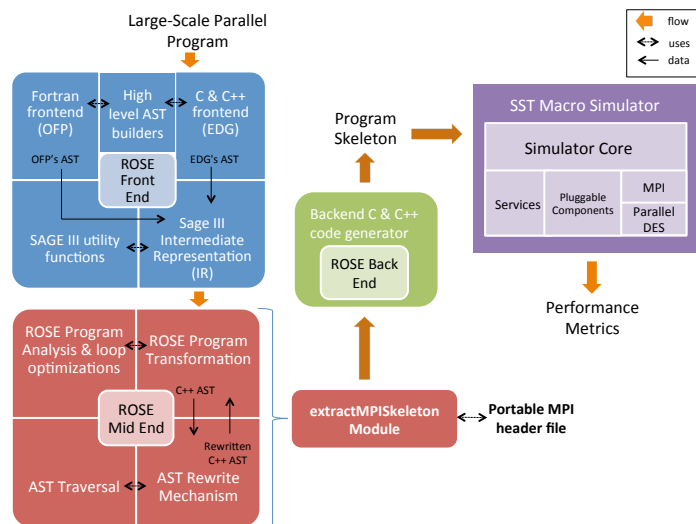 Large-Scale Parallel
Program
flow
uses
data
Fortran
frontend
(OFP)
High
level AST
builders
C & C++
frontend
(EDG)
OFP's AST
EDG's AST
ROSE
Front
End
SAGE III utility
functions
Sage III
Intermediate
Representation
(IR)
ROSE Program
Analysis & loop
optimizations
ROSE Program
Transformation
C++ AST
ROSE
Mid End
Rewritten
C++ AST
AST Traversal
AST Rewrite
Mechanism
extractMPISkeleton
Module
Portable MPI
header file
Backend C & C++
code generator
ROSE Back
End
Program
Skeleton
SST Macro Simulator
Simulator Core
Services
Pluggable
Components
MPI
Parallel
DES
Performance
Metrics